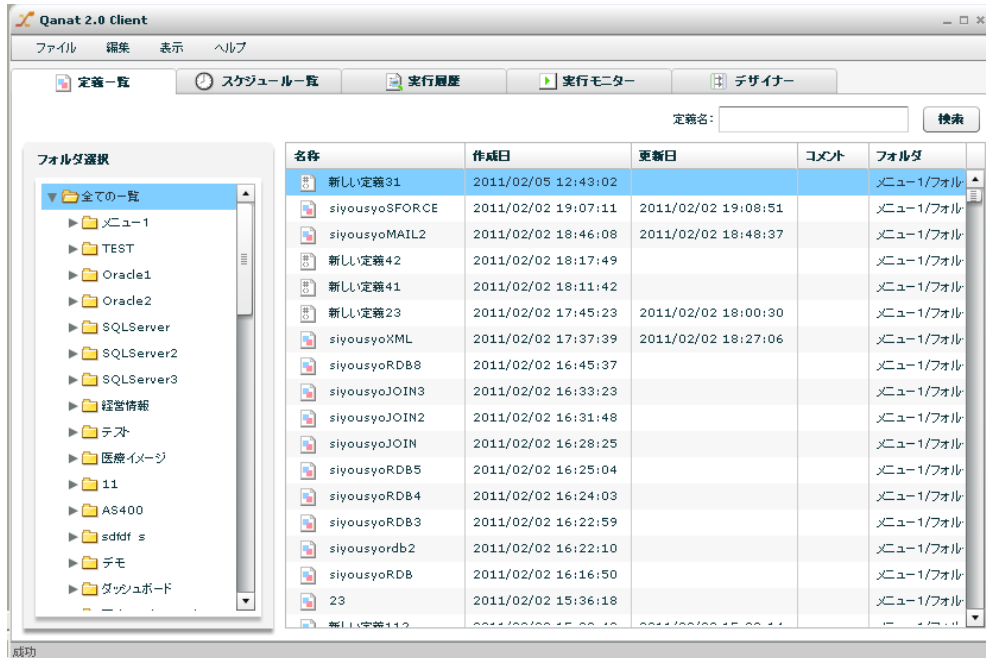 Qanat 2.0 Client
ファイル 編集 表示 ヘルプ
定義一覧 スケジュール一覧 実行履歴 実行モニター デザイナー
定義名: 検索
フォルダ選択
全ての一覧
メニュー1
TEST
Oracle1
Oracle2
SQLServer
SQLServer2
SQLServer3
経営情報
テスト
医療イメージ
11
AS400
sdfdf s
デモ
ダッシュボード
名称 作成日 更新日 コメント フォルダ
新しい定義31 2011/02/05 12:43:02 メニュー1/フォル
siyousyoSFORCE 2011/02/02 19:07:11 2011/02/02 19:08:51 メニュー1/フォル
siyousyoMAIL2 2011/02/02 18:46:08 2011/02/02 18:48:37 メニュー1/フォル
新しい定義42 2011/02/02 18:17:49 メニュー1/フォル
新しい定義41 2011/02/02 18:11:42 メニュー1/フォル
新しい定義23 2011/02/02 17:45:23 2011/02/02 18:00:30 メニュー1/フォル
siyousyoXML 2011/02/02 17:37:39 2011/02/02 18:27:06 メニュー1/フォル
siyousyoRDB8 2011/02/02 16:45:37 メニュー1/フォル
siyousyoJOIN3 2011/02/02 16:33:23 メニュー1/フォル
siyousyoJOIN2 2011/02/02 16:31:48 メニュー1/フォル
siyousyoJOIN 2011/02/02 16:28:25 メニュー1/フォル
siyousyoRDB5 2011/02/02 16:25:04 メニュー1/フォル
siyousyoRDB4 2011/02/02 16:24:03 メニュー1/フォル
siyousyoRDB3 2011/02/02 16:22:59 メニュー1/フォル
siyousyordb2 2011/02/02 16:22:10 メニュー1/フォル
siyousyoRDB 2011/02/02 16:16:50 メニュー1/フォル
23 2011/02/02 15:36:18 メニュー1/フォル
成功